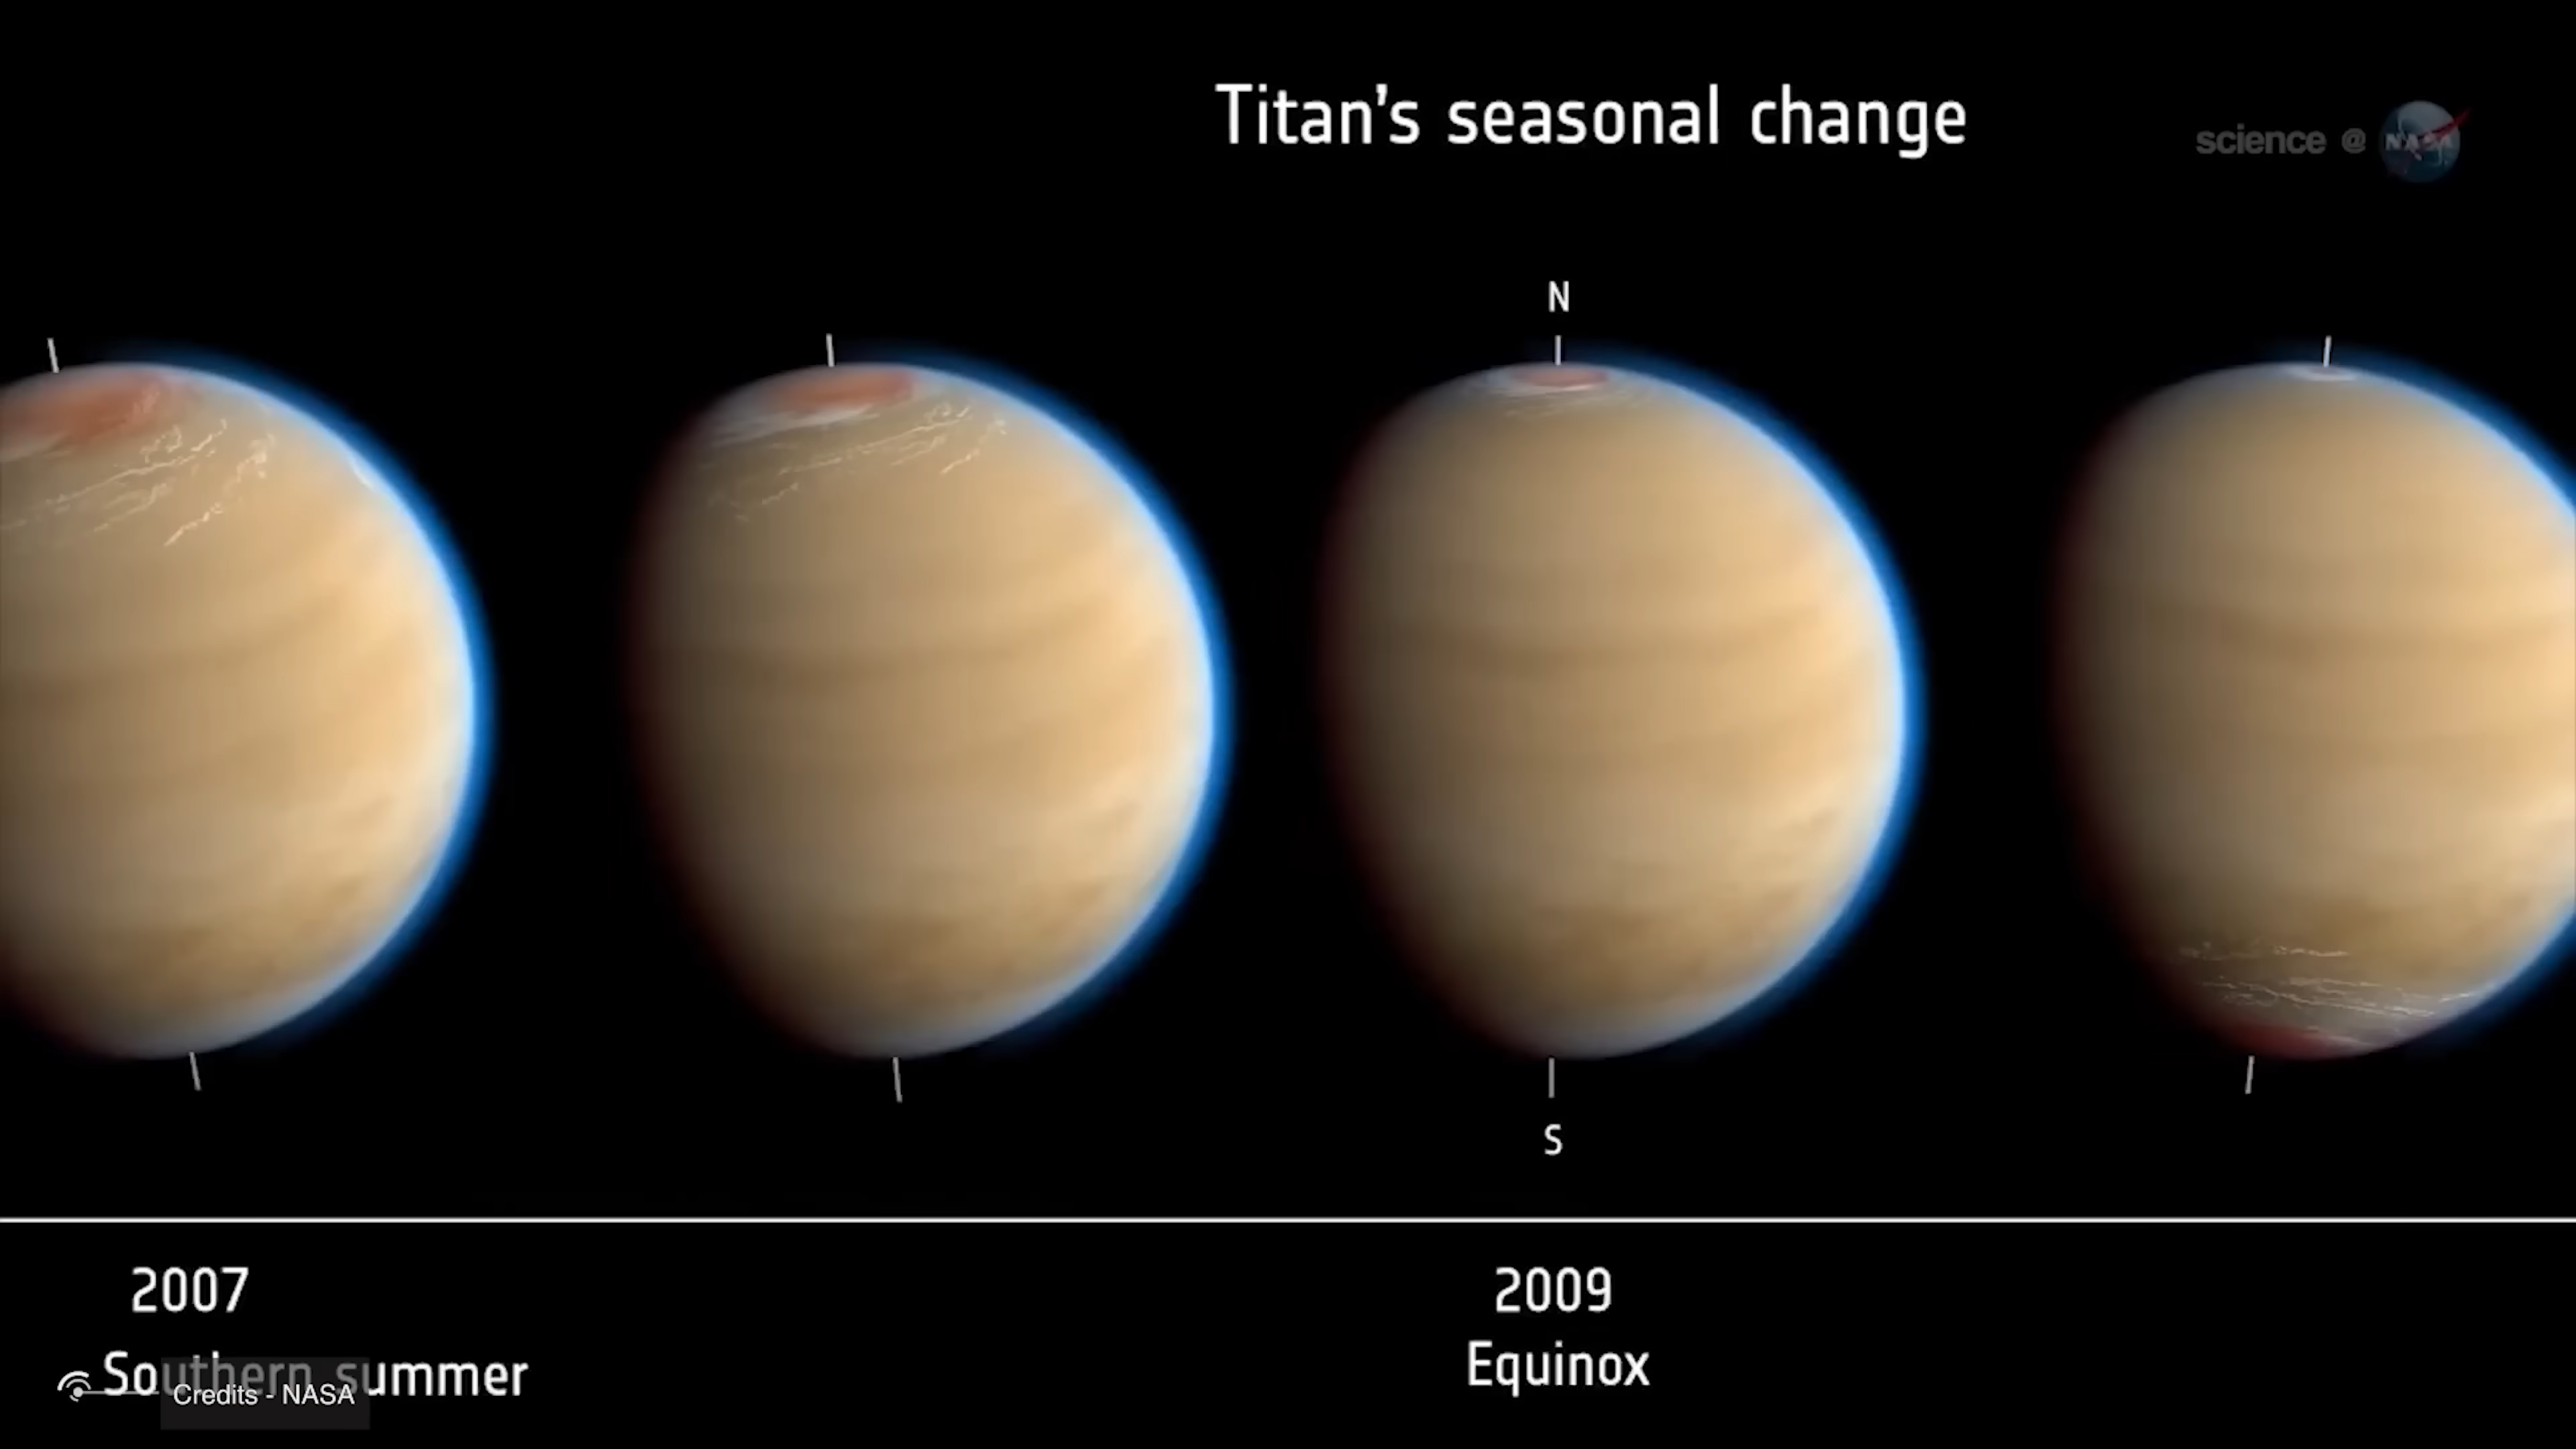 Titan's seasonal change
science @ NASA
N
S
2007
2009
Southern summer
Equinox
Credits - NASA